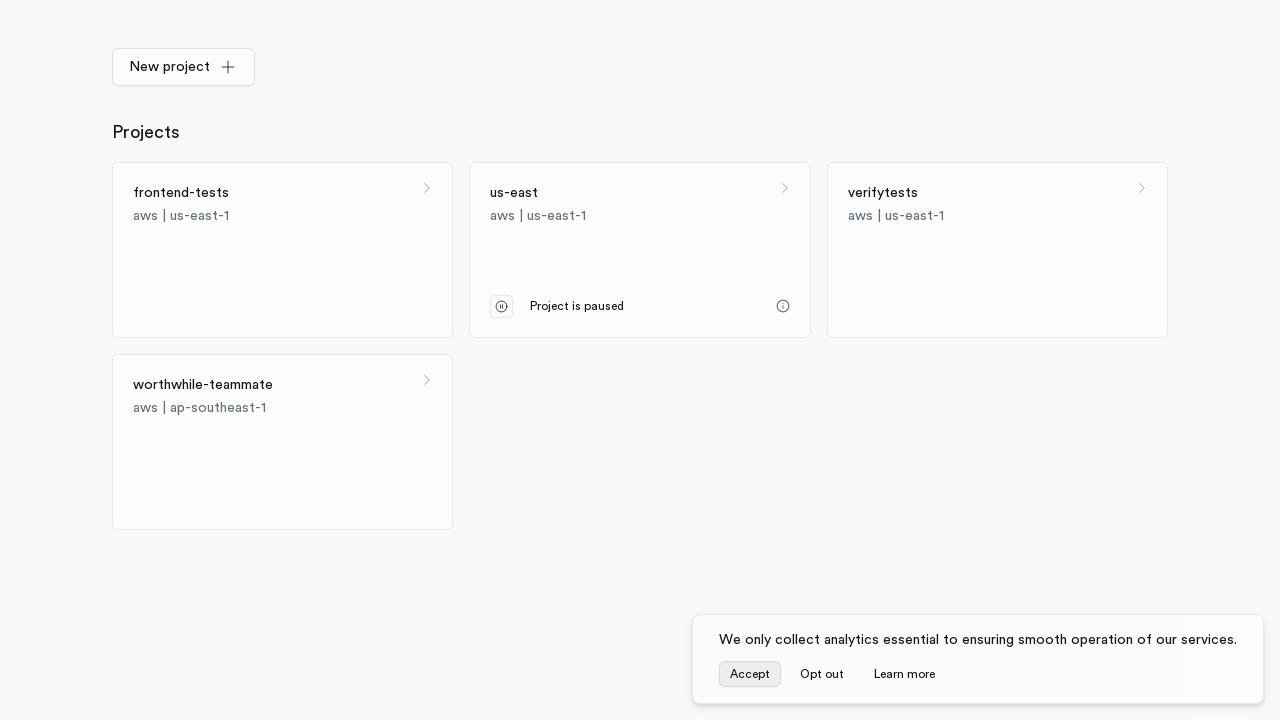 New project
Projects
frontend-tests
aws | us-east-1
us-east
aws | us-east-1
Project is paused
verifytests
aws | us-east-1
worthwhile-teammate
aws | ap-southeast-1
We only collect analytics essential to ensuring smooth operation of our services.
Accept
Opt out
Learn more